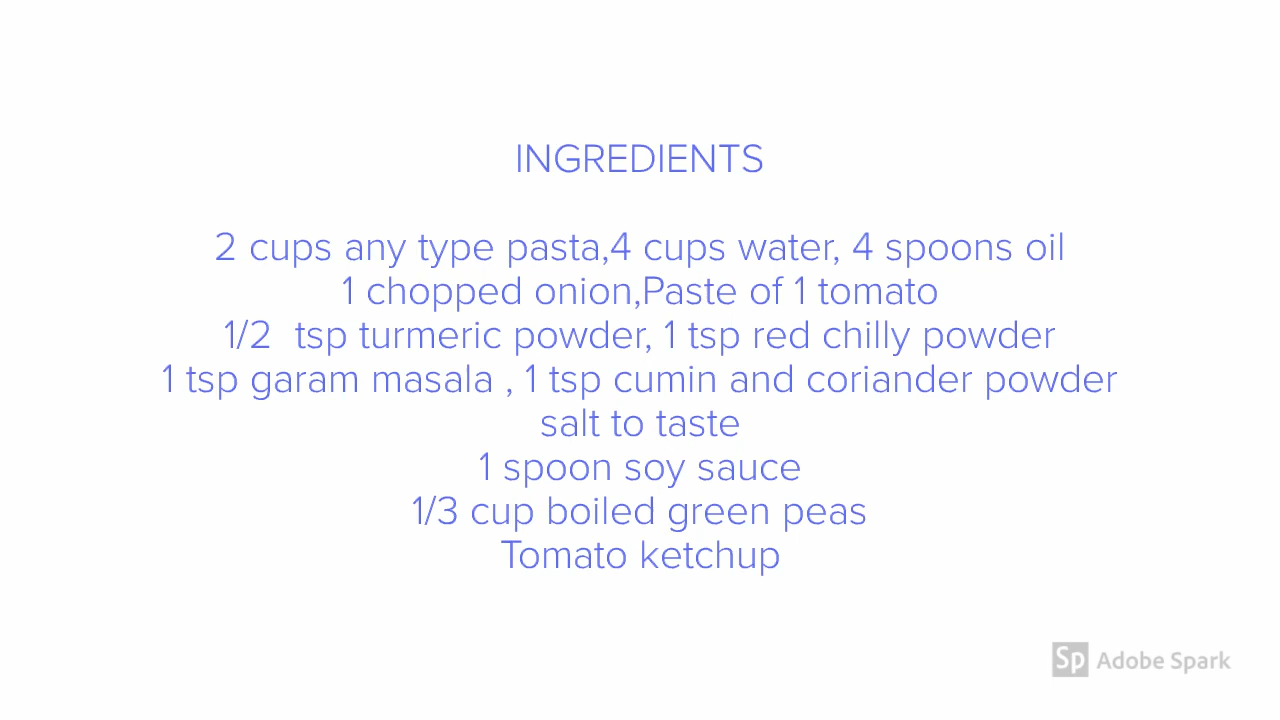 INGREDIENTS
2 cups any type pasta,4 cups water, 4 spoons oil
1 chopped onion,Paste of 1 tomato
1/2  tsp turmeric powder, 1 tsp red chilly powder
1 tsp garam masala , 1 tsp cumin and coriander powder
salt to taste
1 spoon soy sauce
1/3 cup boiled green peas
Tomato ketchup
Sp Adobe Spark